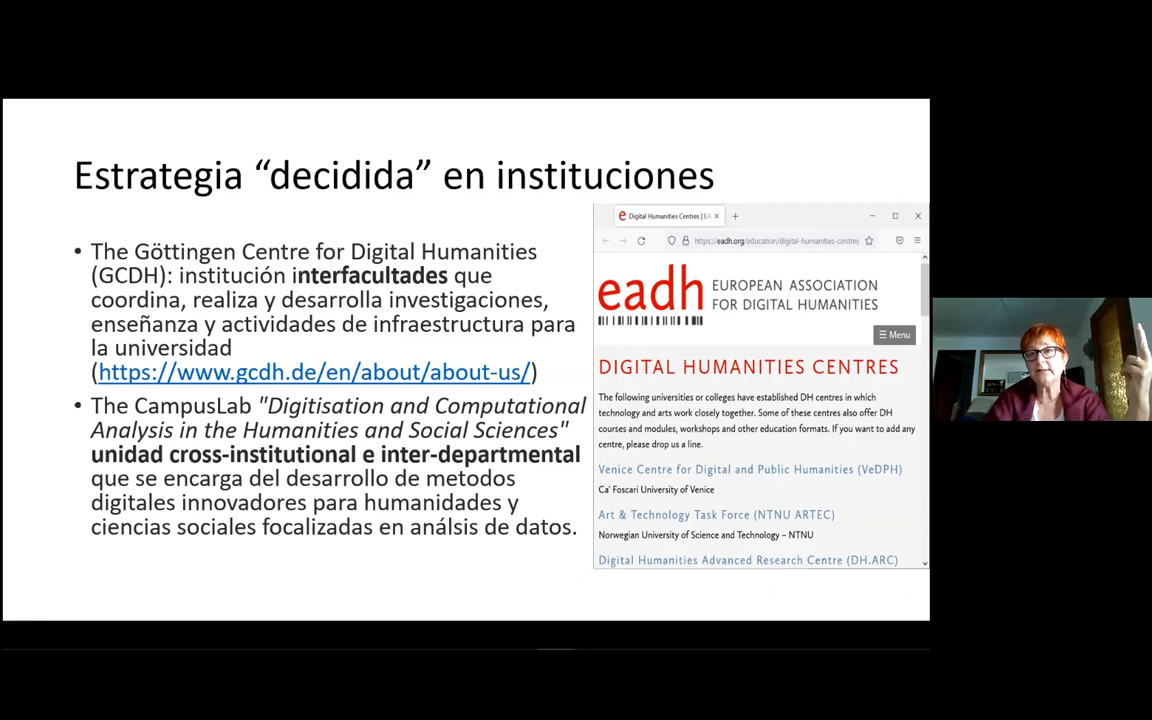 Estrategia “decidida” en instituciones
• The Göttingen Centre for Digital Humanities
(GCDH): institución interfacultades que
coordina, realiza y desarrolla investigaciones,
enseñanza y actividades de infraestructura para
la universidad
(https://www.gcdh.de/en/about/about-us/)
• The CampusLab "Digitisation and Computational
Analysis in the Humanities and Social Sciences"
unidad cross-institutional e inter-departmental
que se encarga del desarrollo de metodos
digitales innovadores para humanidades y
ciencias sociales focalizadas en análsis de datos.
Digital Humanities Centres | EA
https://eadh.org/education/digital-humanities-centres
eadh EUROPEAN ASSOCIATION
FOR DIGITAL HUMANITIES
☰ Menu
DIGITAL HUMANITIES CENTRES
The following universities or colleges have established DH centres in which
technology and arts work closely together. Some of these centres also offer DH
courses and modules, workshops and other education formats. If you want to add any
centre, please drop us a line.
Venice Centre for Digital and Public Humanities (VeDPH)
Ca' Foscari University of Venice
Art & Technology Task Force (NTNU ARTEC)
Norwegian University of Science and Technology – NTNU
Digital Humanities Advanced Research Centre (DH.ARC)